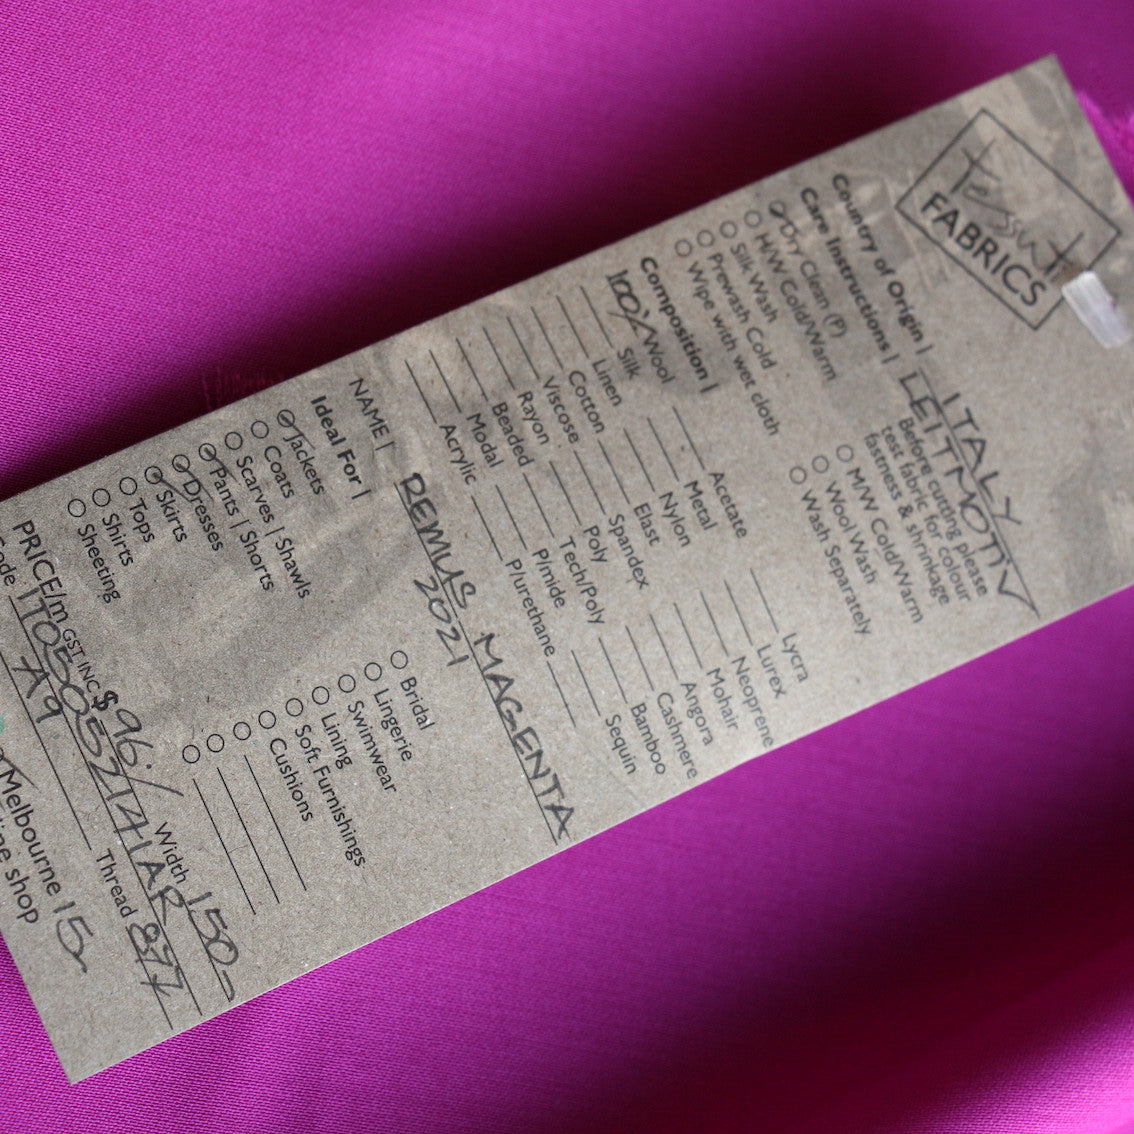 Tessuti
FABRICS
Country of Origin | ITALY
Care Instructions | LEITMOTIV
Dry Clean (P)
H/W Cold/Warm
Silk Wash
Prewash Cold
Wipe with wet cloth
Before cutting please
test fabric for colour
fastness & shrinkage
M/W Cold/Warm
Wool Wash
Wash Separately
Composition |
100% Wool
Silk
Linen
Cotton
Viscose
Rayon
Beaded
Modal
Acrylic
Acetate
Metal
Nylon
Elast
Spandex
Poly
Tech/Poly
P/mide
P/urethane
Lycra
Lurex
Neoprene
Mohair
Angora
Cashmere
Bamboo
Sequin
NAME | REMUS MAGENTA
2021
Ideal For |
Jackets
Coats
Scarves | Shawls
Pants | Shorts
Dresses
Skirts
Tops
Shirts
Sheeting
Bridal
Lingerie
Swimwear
Lining
Soft Furnishings
Cushions
PRICE/m GST INC $ 96./ Width 150-
Code Thread 877
A9
Melbourne 15
shop